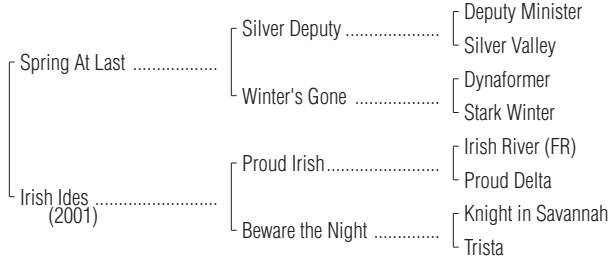 Deputy Minister
Silver Deputy ....................
Silver Valley
Spring At Last ..................
Dynaformer
Winter's Gone ..................
Stark Winter
Irish River (FR)
Proud Irish........................
Proud Delta
Irish Ides ..........................
(2001)
Knight in Savannah
Beware the Night ..............
Trista